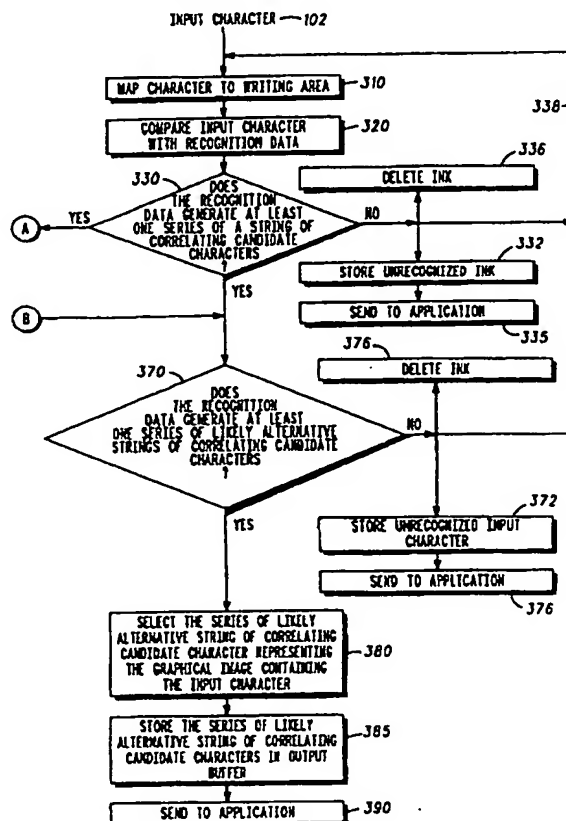 INPUT CHARACTER 102
MAP CHARACTER TO WRITING AREA 310
COMPARE INPUT CHARACTER
WITH RECOGNITION DATA 320
338
330
DOES
THE RECOGNITION
DATA GENERATE AT LEAST
ONE SERIES OF A STRING OF
CORRELATING CANDIDATE
CHARACTERS
?
YES
A
NO
336
DELETE INK
332
STORE UNRECOGNIZED INK
SEND TO APPLICATION
335
YES
B
370
DOES
THE RECOGNITION
DATA GENERATE AT LEAST
ONE SERIES OF LIKELY ALTERNATIVE
STRINGS OF CORRELATING CANDIDATE
CHARACTERS
?
NO
376
DELETE INK
372
STORE UNRECOGNIZED INPUT
CHARACTER
SEND TO APPLICATION
376
YES
SELECT THE SERIES OF LIKELY
ALTERNATIVE STRING OF CORRELATING
CANDIDATE CHARACTER REPRESENTING
THE GRAPHICAL IMAGE CONTAINING
THE INPUT CHARACTER
380
STORE THE SERIES OF LIKELY
ALTERNATIVE STRING OF CORRELATING
CANDIDATE CHARACTERS IN OUTPUT
BUFFER
385
SEND TO APPLICATION 390